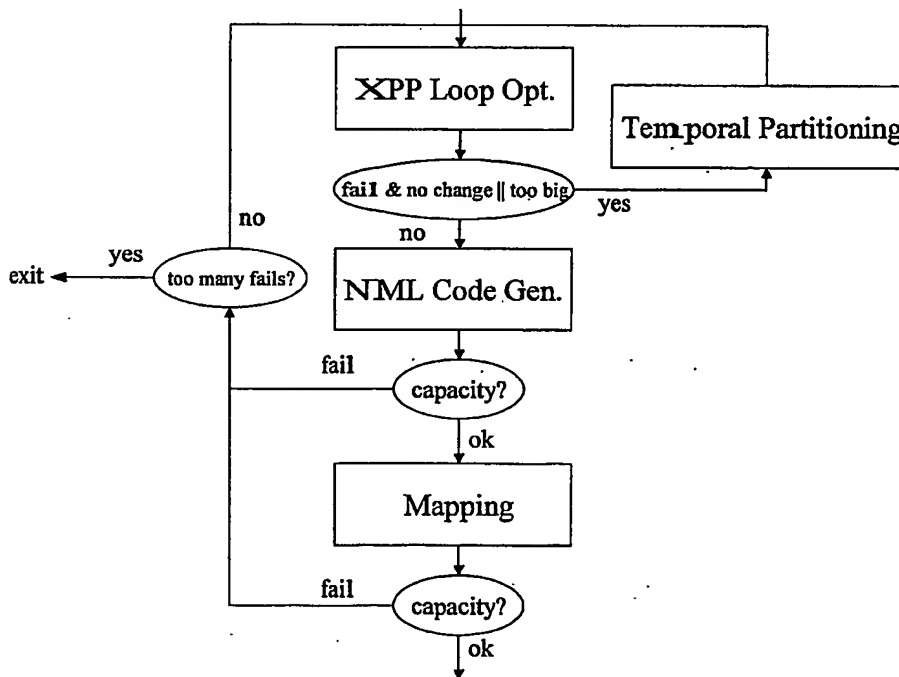 XPP Loop Opt.
Temporal Partitioning
fail & no change || too big
yes
no
no
yes
exit
too many fails?
NML Code Gen.
fail
capacity?
ok
Mapping
fail
capacity?
ok